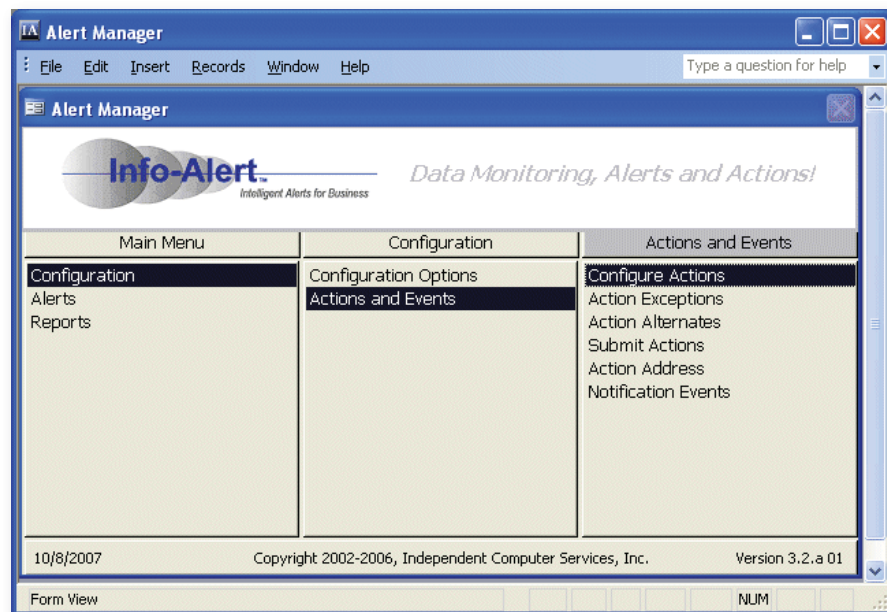 IA Alert Manager
File Edit Insert Records Window Help Type a question for help
Alert Manager
Info-Alert™
Intelligent Alerts for Business
Data Monitoring, Alerts and Actions!
Main Menu Configuration Actions and Events
Configuration Configuration Options Configure Actions
Alerts Actions and Events Action Exceptions
Reports Action Alternates
Submit Actions
Action Address
Notification Events
10/8/2007 Copyright 2002-2006, Independent Computer Services, Inc. Version 3.2.a 01
Form View NUM